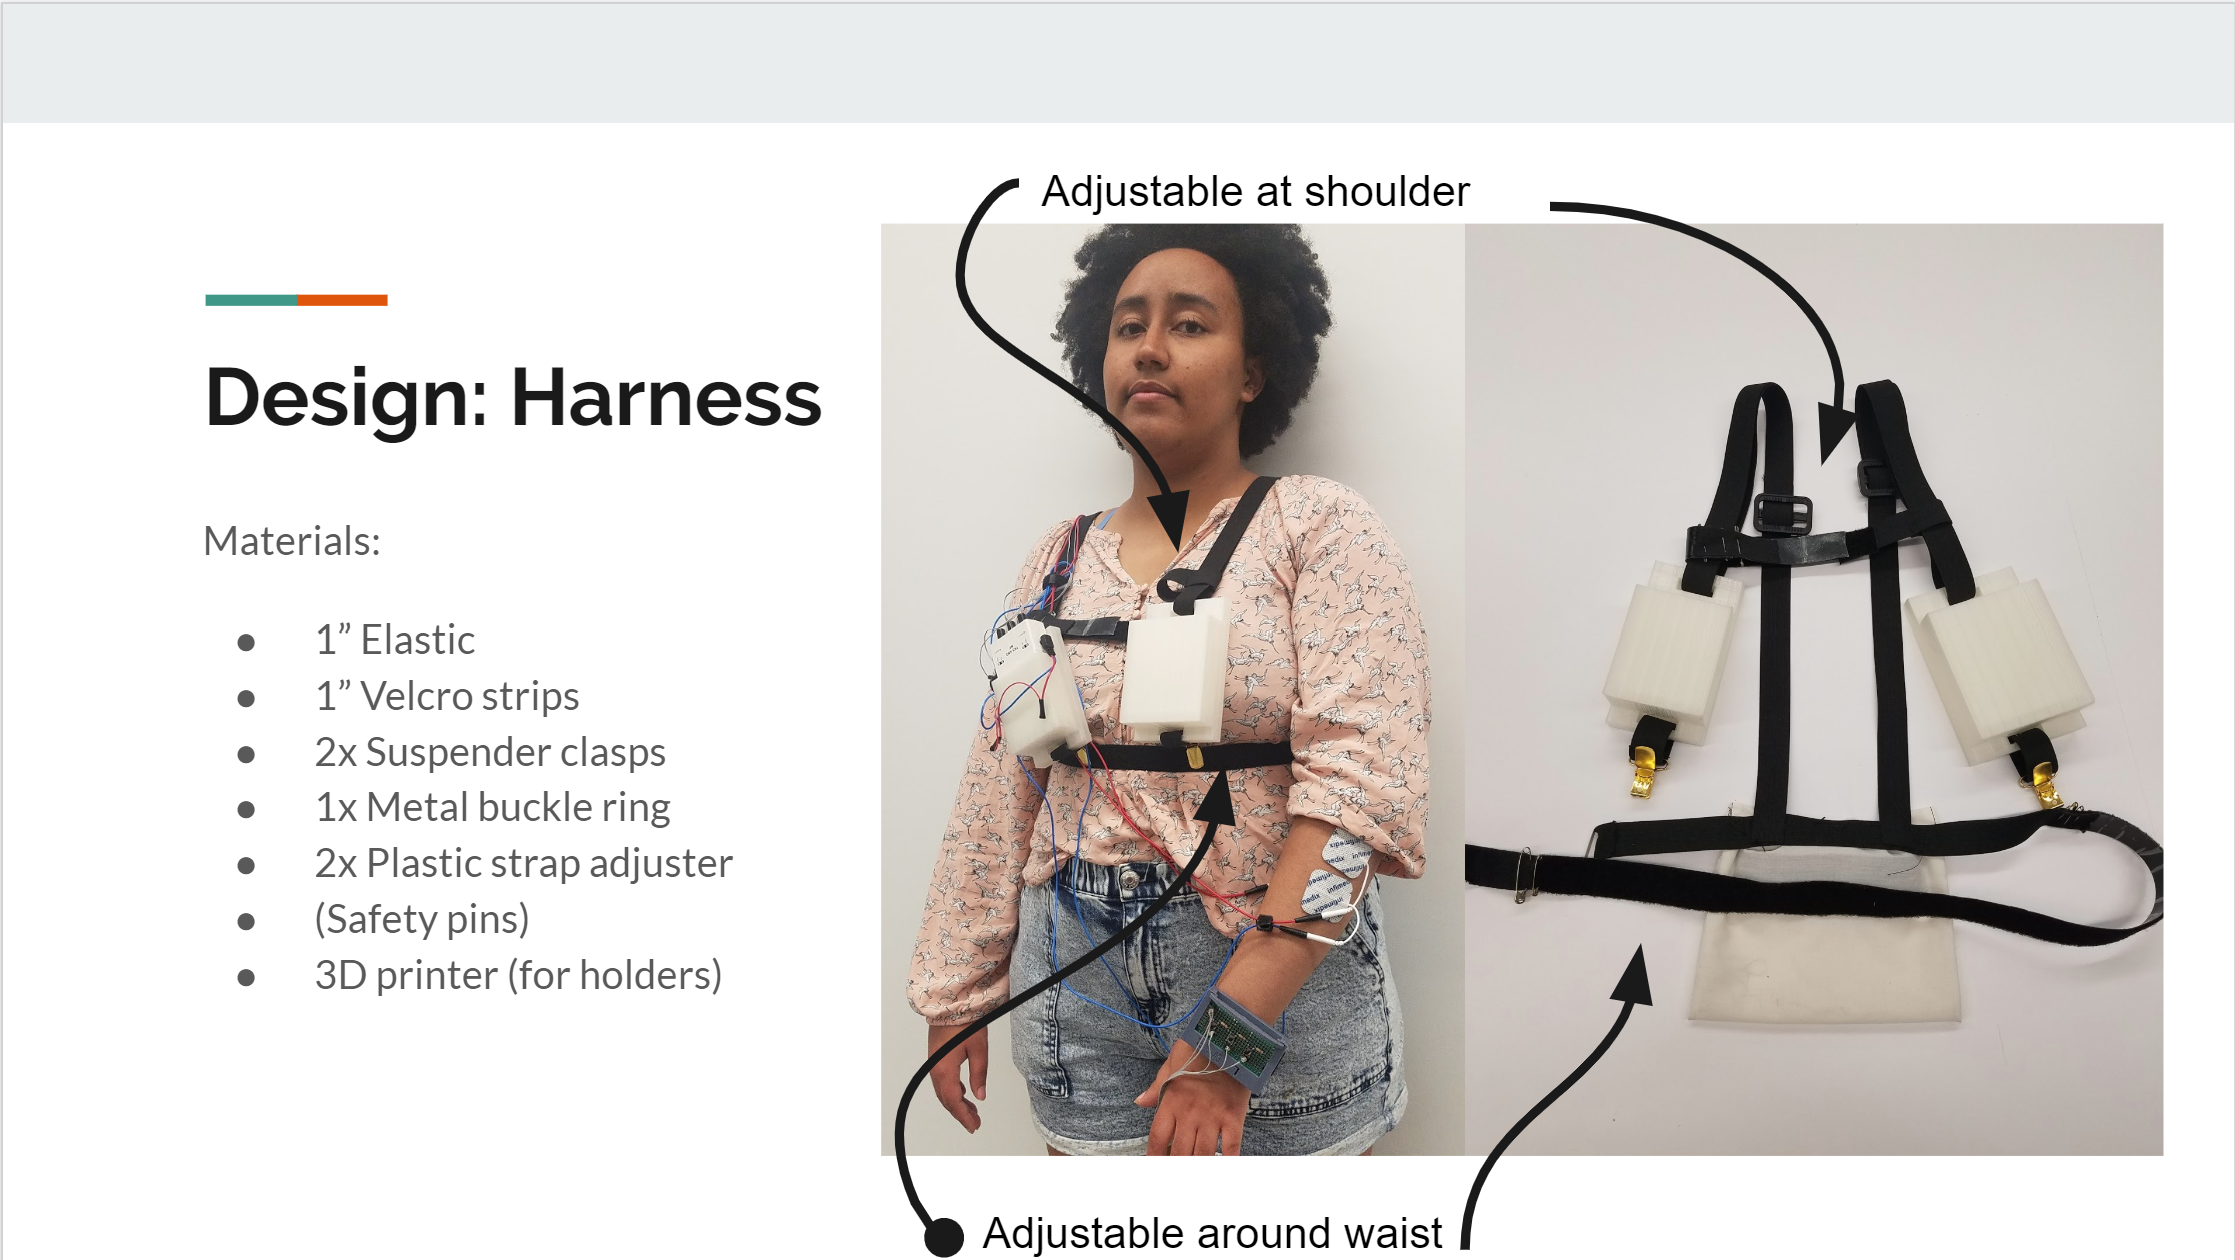 Adjustable at shoulder
Design: Harness
Materials:
● 1” Elastic
● 1” Velcro strips
● 2x Suspender clasps
● 1x Metal buckle ring
● 2x Plastic strap adjuster
● (Safety pins)
● 3D printer (for holders)
Adjustable around waist